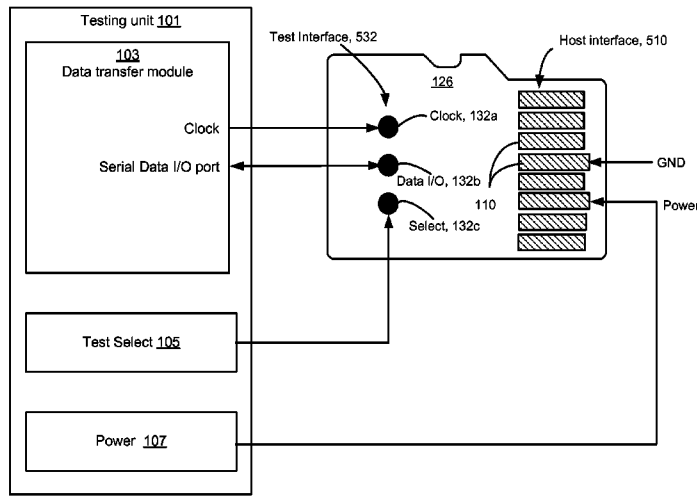 Testing unit 101
103
Data transfer module
Clock
Serial Data I/O port
Test Select 105
Power 107
Test Interface, 532
126
Clock, 132a
Data I/O, 132b
Select, 132c
Host interface, 510
110
GND
Power